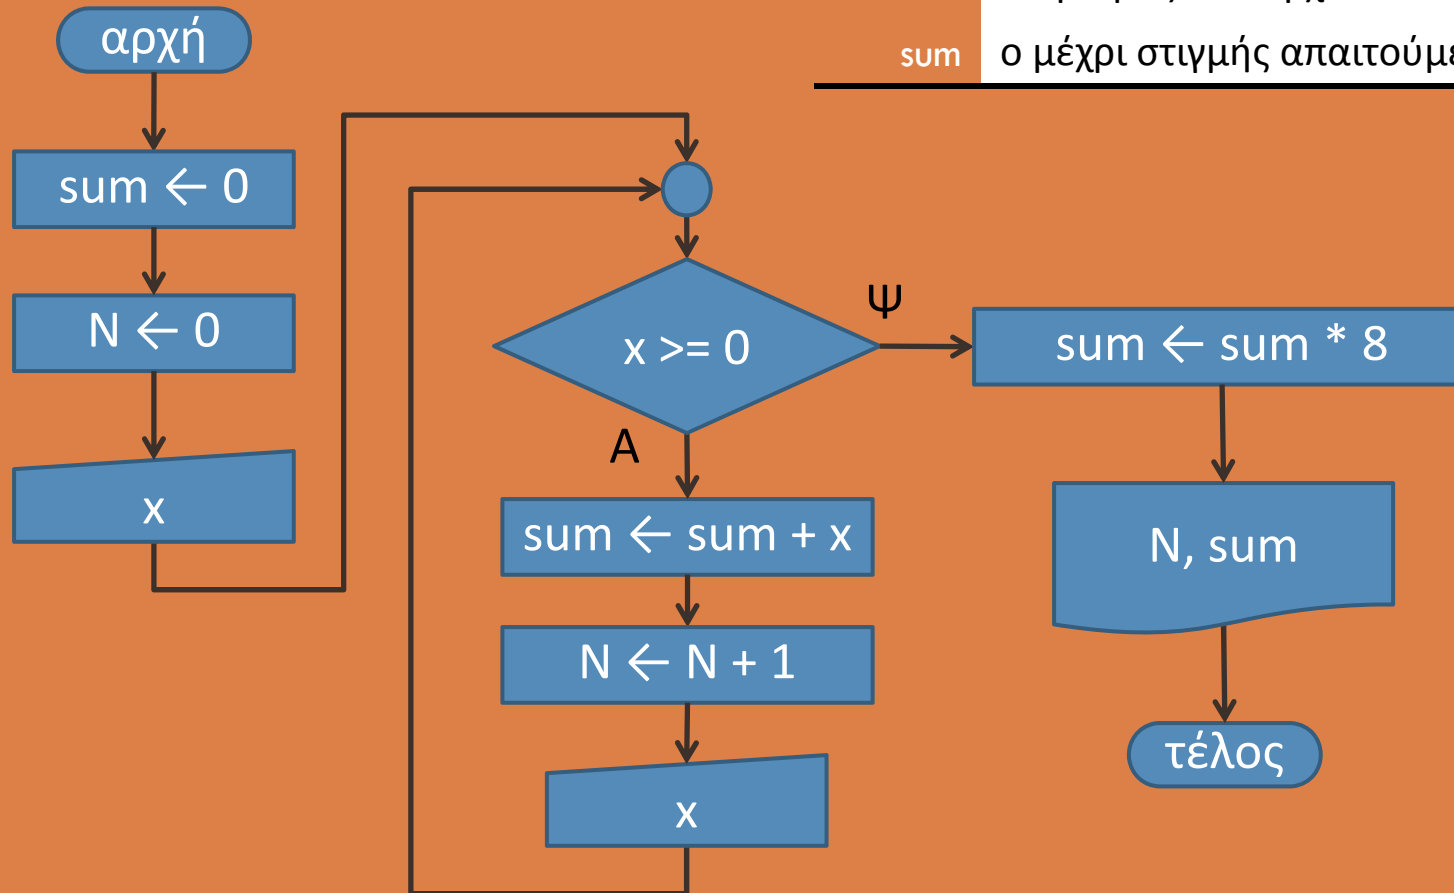 αρχή
sum ← 0
N ← 0
x
x >= 0
Ψ
Α
sum ← sum + x
N ← N + 1
x
sum ← sum * 8
N, sum
τέλος
sum ο μέχρι στιγμής